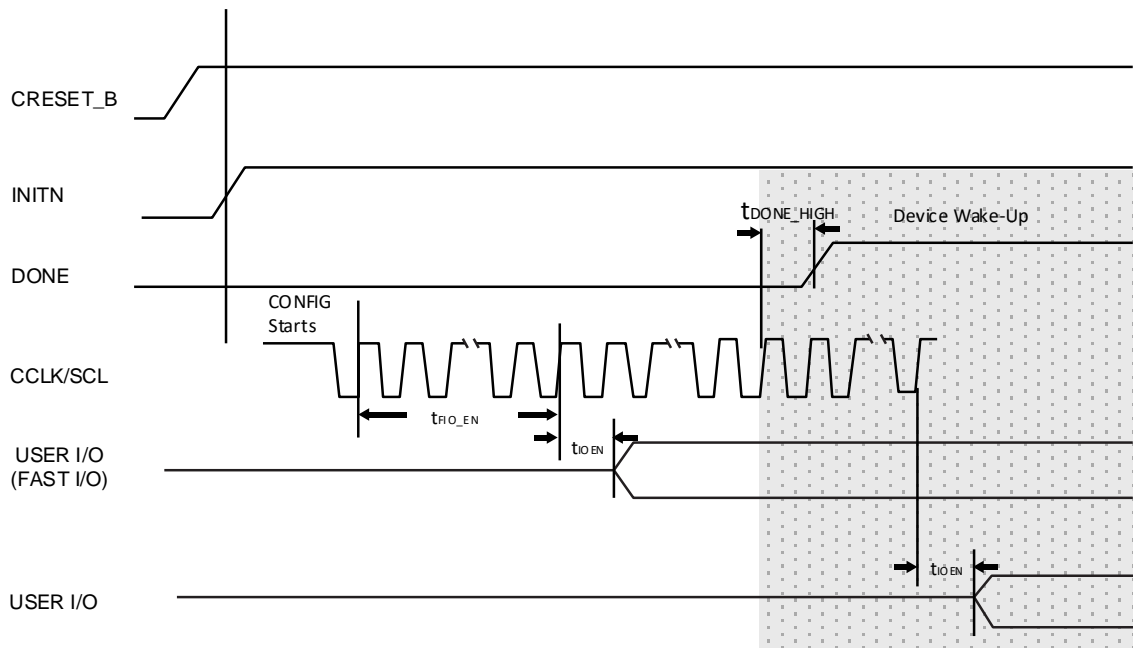 CRESET_B
INITN
tDONE_HIGH
Device Wake-Up
DONE
CONFIG
Starts
CCLK/SCL
tFIO_EN
tIOEN
USER I/O
(FAST I/O)
tIOEN
USER I/O